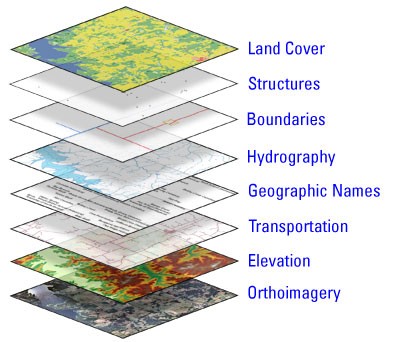 Land Cover
Structures
Boundaries
Hydrography
Geographic Names
Transportation
Elevation
Orthoimagery